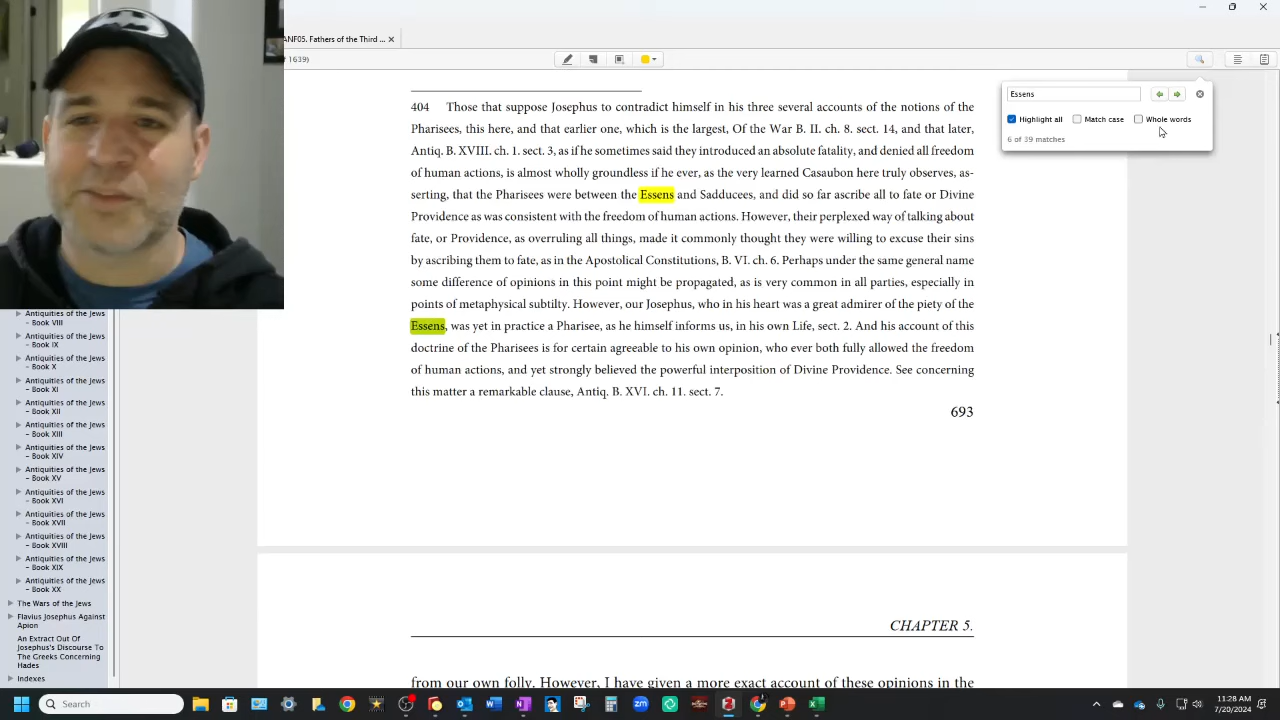 ANF05. Fathers of the Third ... ×
1639)
404 Those that suppose Josephus to contradict himself in his three several accounts of the notions of the
Pharisees, this here, and that earlier one, which is the largest, Of the War B. II. ch. 8. sect. 14, and that later,
Antiq. B. XVIII. ch. 1. sect. 3, as if he sometimes said they introduced an absolute fatality, and denied all freedom
of human actions, is almost wholly groundless if he ever, as the very learned Casaubon here truly observes, as-
serting, that the Pharisees were between the Essens and Sadducees, and did so far ascribe all to fate or Divine
Providence as was consistent with the freedom of human actions. However, their perplexed way of talking about
fate, or Providence, as overruling all things, made it commonly thought they were willing to excuse their sins
by ascribing them to fate, as in the Apostolical Constitutions, B. VI. ch. 6. Perhaps under the same general name
some difference of opinions in this point might be propagated, as is very common in all parties, especially in
points of metaphysical subtilty. However, our Josephus, who in his heart was a great admirer of the piety of the
Essens, was yet in practice a Pharisee, as he himself informs us, in his own Life, sect. 2. And his account of this
doctrine of the Pharisees is for certain agreeable to his own opinion, who ever both fully allowed the freedom
of human actions, and yet strongly believed the powerful interposition of Divine Providence. See concerning
this matter a remarkable clause, Antiq. B. XVI. ch. 11. sect. 7.
693
CHAPTER 5.
from our own folly. However, I have given a more exact account of these opinions in the
Essens
Highlight all Match case Whole words
6 of 39 matches
Antiquities of the Jews
- Book VIII
Antiquities of the Jews
- Book IX
Antiquities of the Jews
- Book X
Antiquities of the Jews
- Book XI
Antiquities of the Jews
- Book XII
Antiquities of the Jews
- Book XIII
Antiquities of the Jews
- Book XIV
Antiquities of the Jews
- Book XV
Antiquities of the Jews
- Book XVI
Antiquities of the Jews
- Book XVII
Antiquities of the Jews
- Book XVIII
Antiquities of the Jews
- Book XIX
Antiquities of the Jews
- Book XX
The Wars of the Jews
Flavius Josephus Against
Apion
An Extract Out Of
Josephus's Discourse To
The Greeks Concerning
Hades
Indexes
Search
11:28 AM
7/20/2024